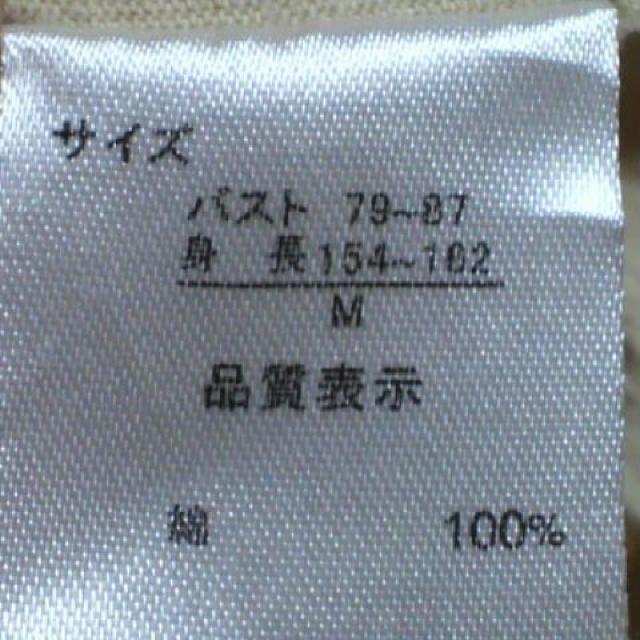 サイズ
バスト 79~87
身 長 154~162
M
品質表示
綿 100%